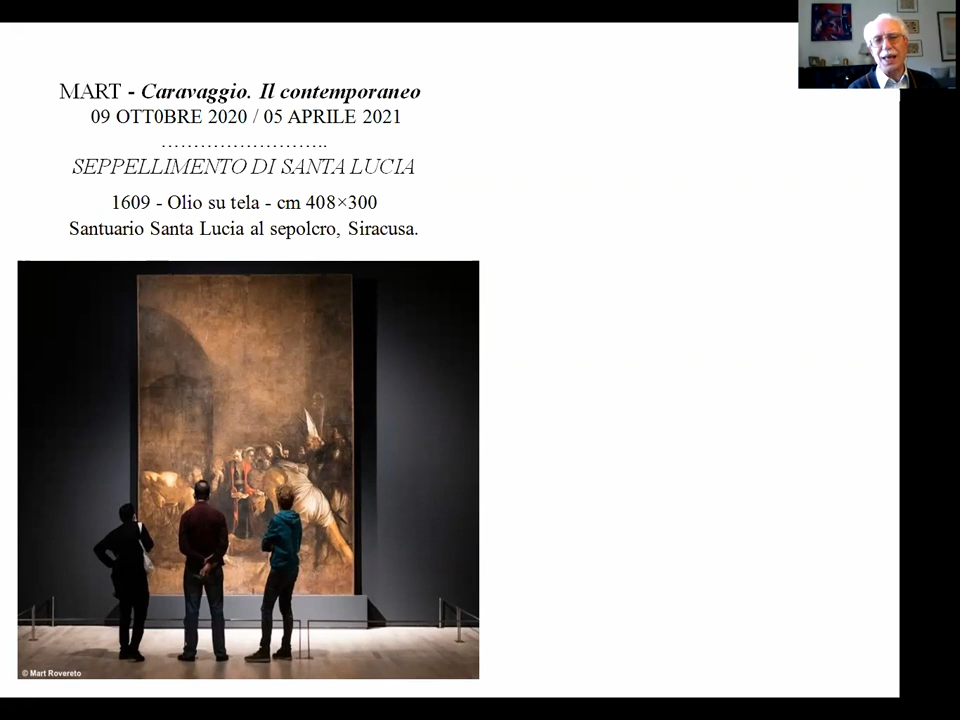 MART - Caravaggio. Il contemporaneo
09 OTT0BRE 2020 / 05 APRILE 2021
……………………..
SEPPELLIMENTO DI SANTA LUCIA
1609 - Olio su tela - cm 408×300
Santuario Santa Lucia al sepolcro, Siracusa.
© Mart Rovereto